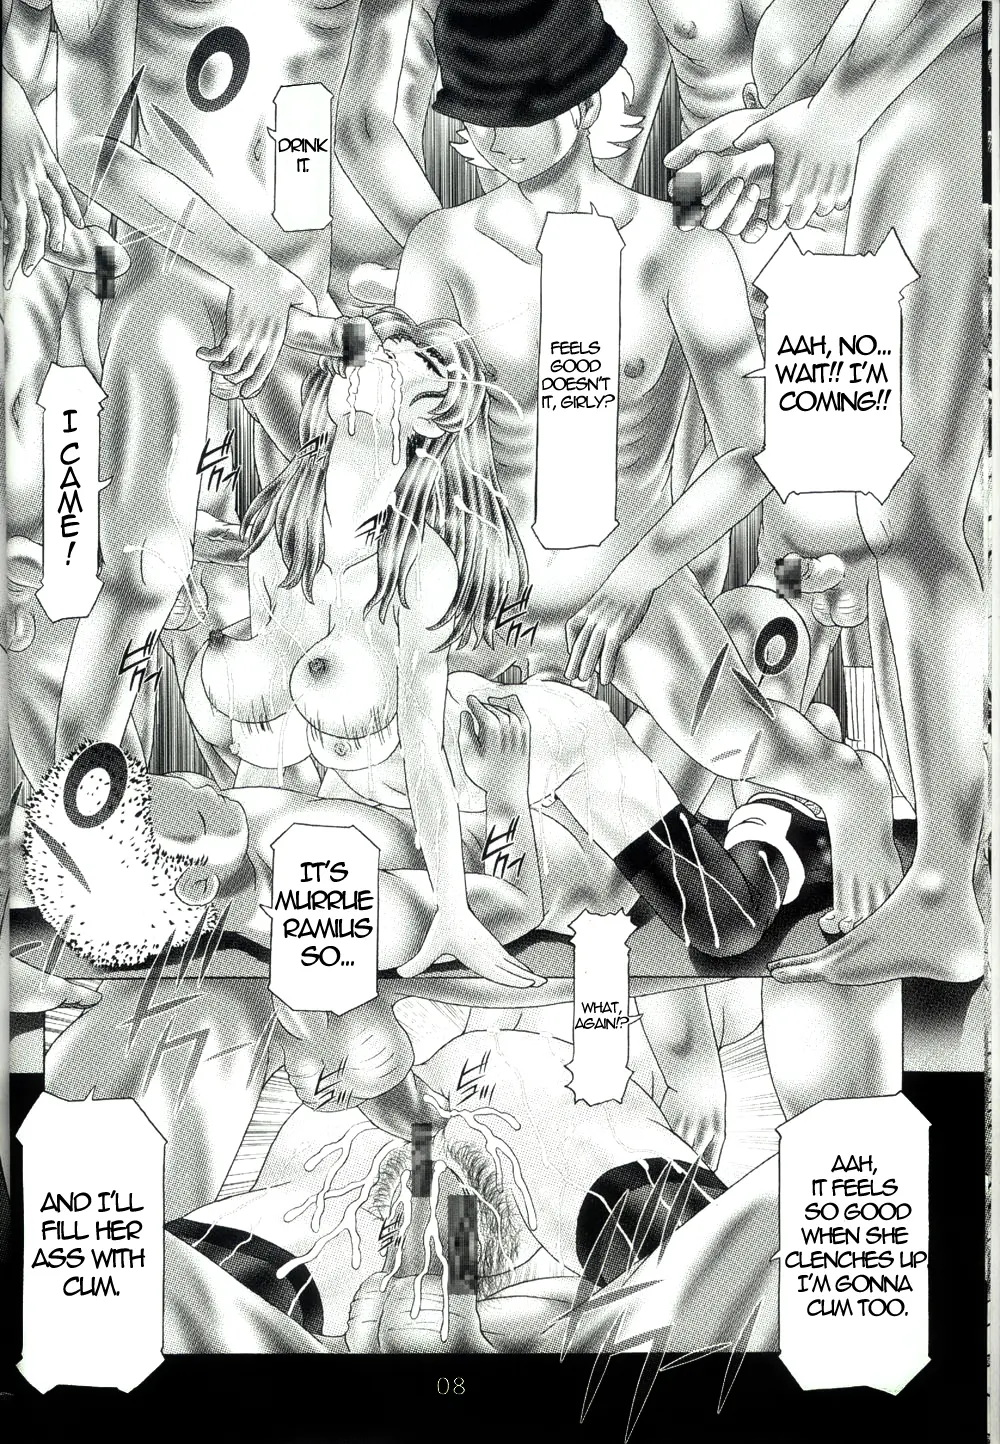 AAH, NO...
WAIT!! I'M
COMING!!
FEELS
GOOD
DOESN'T
IT, GIRLY?
DRINK
IT.
I
CAME!
IT'S
MURRUE
RAMIUS
SO...
WHAT,
AGAIN!?
AAH,
IT FEELS
SO GOOD
WHEN SHE
CLENCHES UP.
I'M GONNA
CUM TOO.
AND I'LL
FILL HER
ASS WITH
CUM.
08